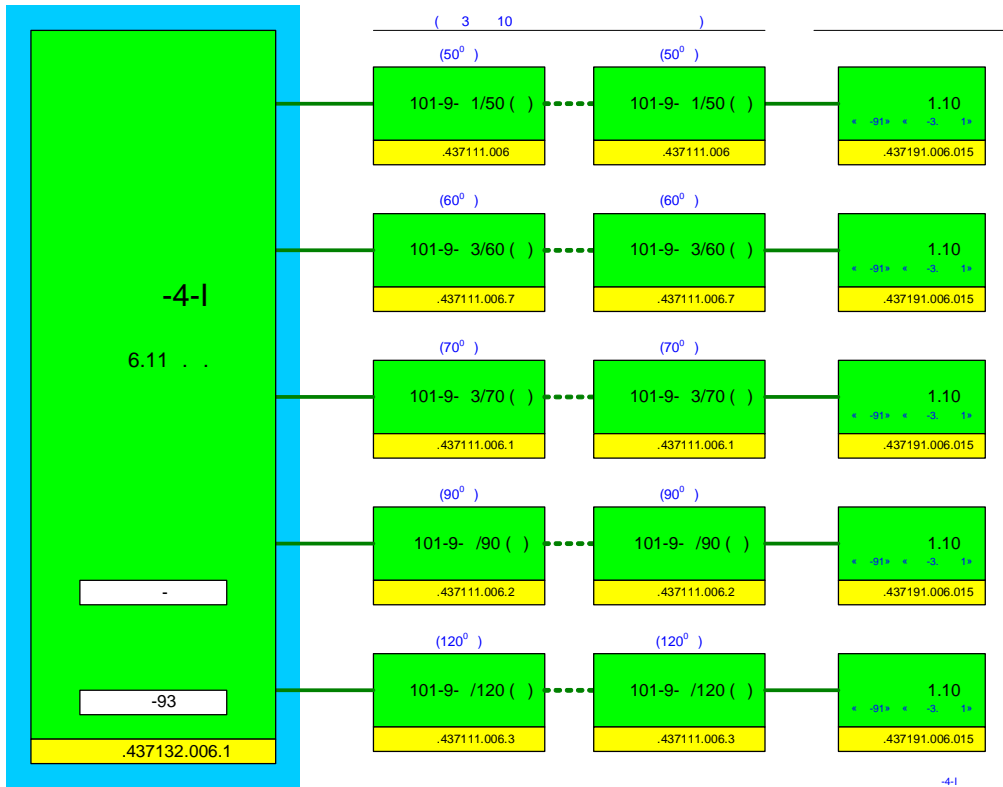 ( 3 10 )
(50⁰ ) (50⁰ )
101-9- 1/50 ( ) 101-9- 1/50 ( ) 1.10
« -91» « -3. 1»
.437111.006 .437111.006 .437191.006.015
(60⁰ ) (60⁰ )
101-9- 3/60 ( ) 101-9- 3/60 ( ) 1.10
« -91» « -3. 1»
-4-I
.437111.006.7 .437111.006.7 .437191.006.015
(70⁰ ) (70⁰ )
6.11 . .
101-9- 3/70 ( ) 101-9- 3/70 ( ) 1.10
« -91» « -3. 1»
.437111.006.1 .437111.006.1 .437191.006.015
(90⁰ ) (90⁰ )
101-9- /90 ( ) 101-9- /90 ( ) 1.10
« -91» « -3. 1»
.437111.006.2 .437111.006.2 .437191.006.015
-
(120⁰ ) (120⁰ )
101-9- /120 ( ) 101-9- /120 ( ) 1.10
-93
« -91» « -3. 1»
.437111.006.3 .437111.006.3 .437191.006.015
.437132.006.1
-4-I